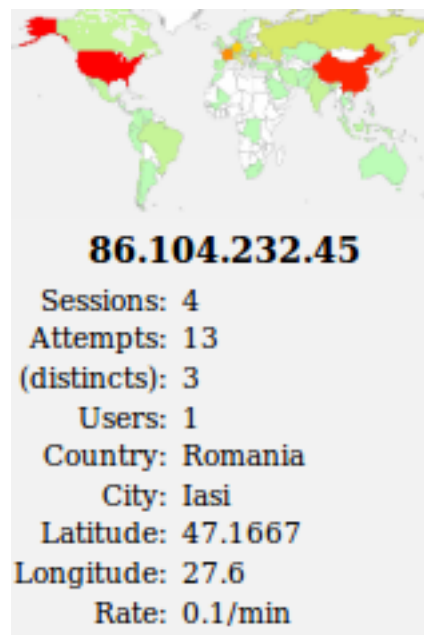 86.104.232.45
Sessions: 4
Attempts: 13
(distincts): 3
Users: 1
Country: Romania
City: Iasi
Latitude: 47.1667
Longitude: 27.6
Rate: 0.1/min